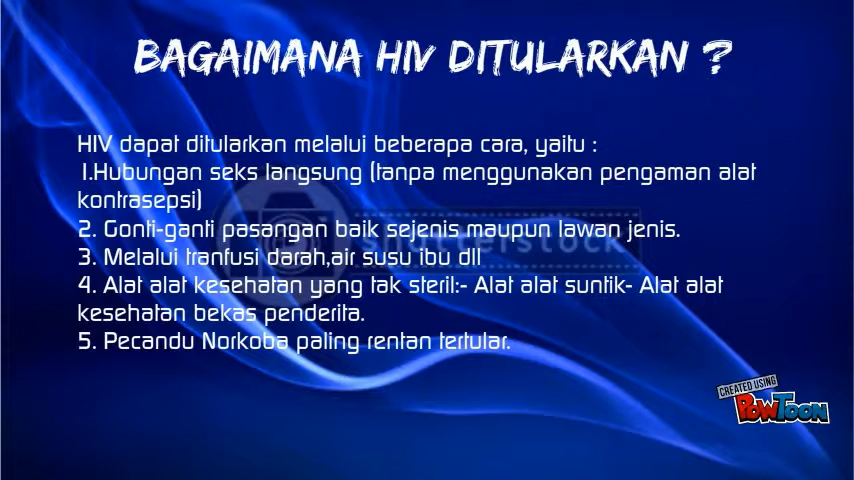 BAGAIMANA HIV DITULARKAN ?
HIV dapat ditularkan melalui beberapa cara, yaitu :
1.Hubungan seks langsung (tanpa menggunakan pengaman alat
kontrasepsi)
2. Gonti-ganti pasangan baik sejenis maupun lawan jenis.
3. Melalui tranfusi darah,air susu ibu dll
4. Alat alat kesehatan yang tak steril:- Alat alat suntik- Alat alat
kesehatan bekas penderita.
5. Pecandu Norkoba paling rentan tertular.
shutterstock
CREATED USING
POWTOON